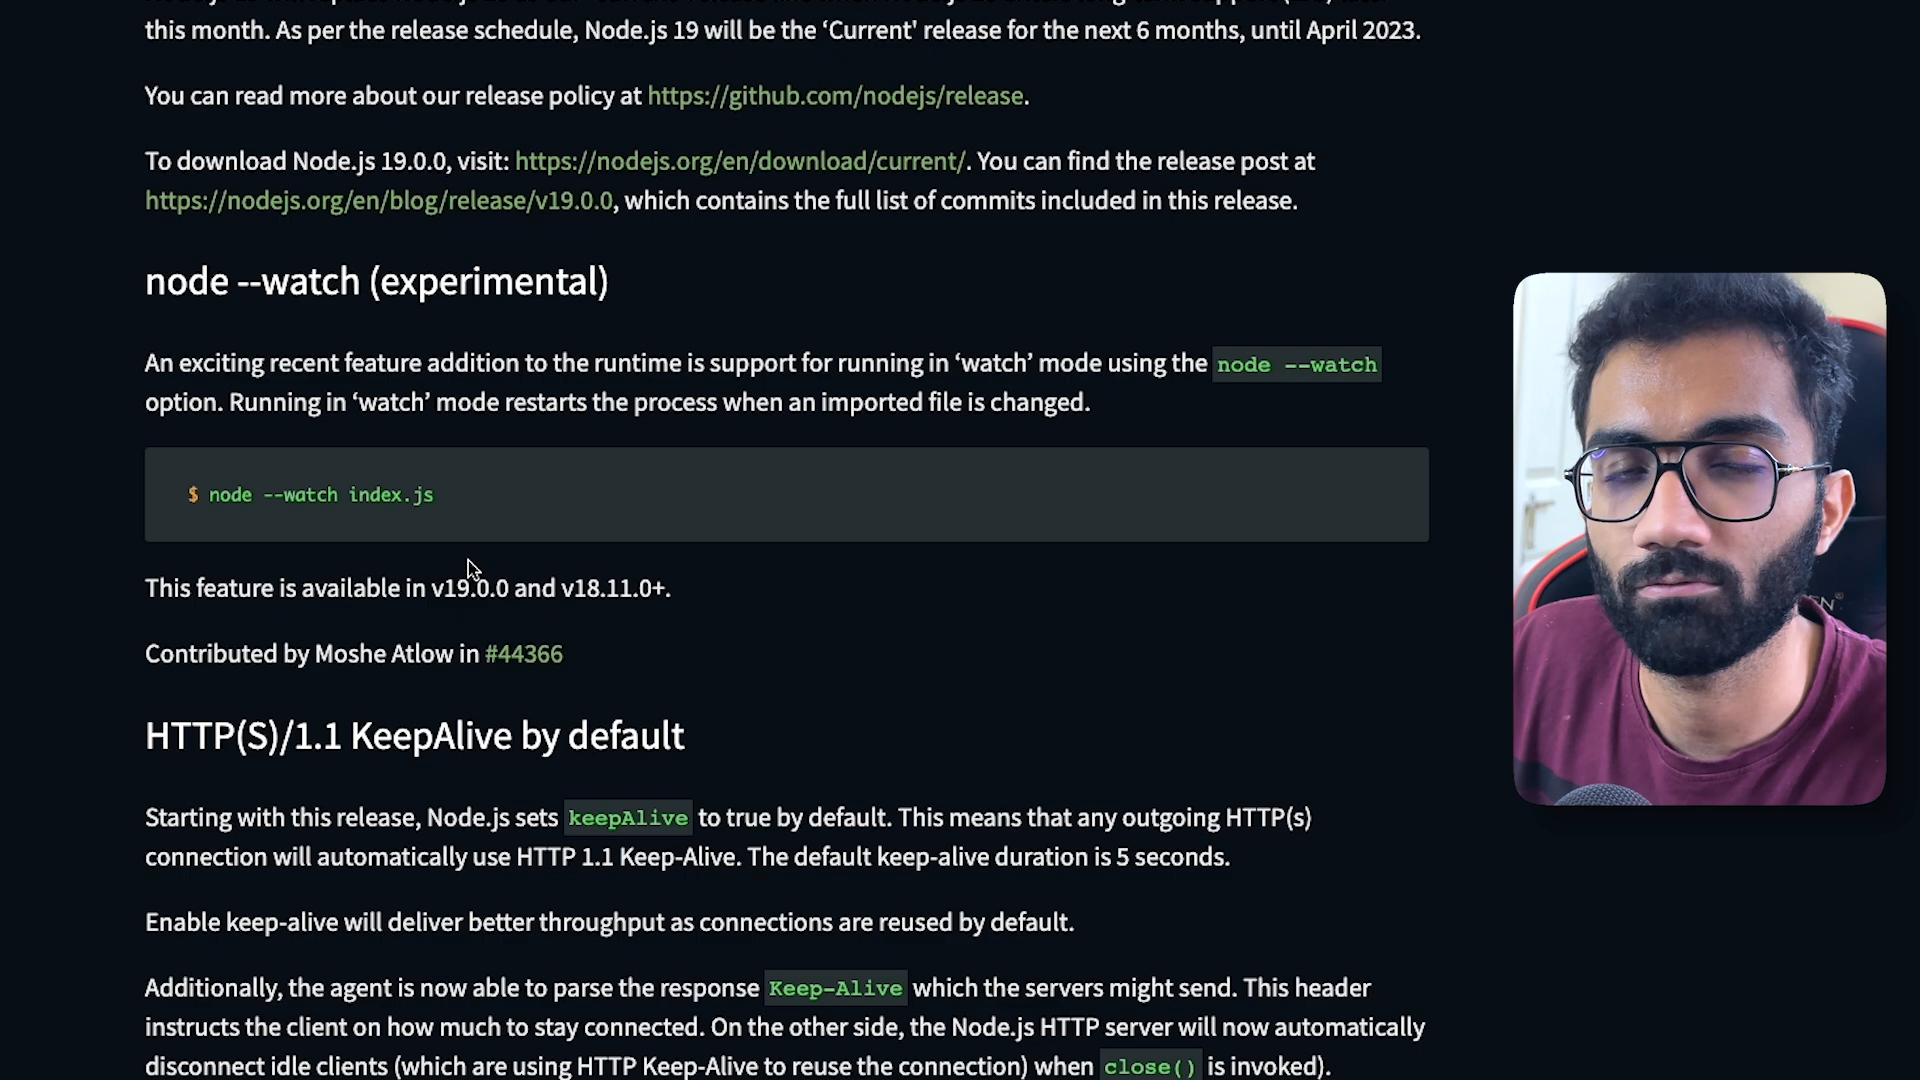 this month. As per the release schedule, Node.js 19 will be the ‘Current' release for the next 6 months, until April 2023.
You can read more about our release policy at https://github.com/nodejs/release.
To download Node.js 19.0.0, visit: https://nodejs.org/en/download/current/. You can find the release post at
https://nodejs.org/en/blog/release/v19.0.0, which contains the full list of commits included in this release.
node --watch (experimental)
An exciting recent feature addition to the runtime is support for running in ‘watch’ mode using the node --watch
option. Running in ‘watch’ mode restarts the process when an imported file is changed.
$ node --watch index.js
This feature is available in v19.0.0 and v18.11.0+.
Contributed by Moshe Atlow in #44366
HTTP(S)/1.1 KeepAlive by default
Starting with this release, Node.js sets keepAlive to true by default. This means that any outgoing HTTP(s)
connection will automatically use HTTP 1.1 Keep-Alive. The default keep-alive duration is 5 seconds.
Enable keep-alive will deliver better throughput as connections are reused by default.
Additionally, the agent is now able to parse the response Keep-Alive which the servers might send. This header
instructs the client on how much to stay connected. On the other side, the Node.js HTTP server will now automatically
disconnect idle clients (which are using HTTP Keep-Alive to reuse the connection) when close() is invoked).